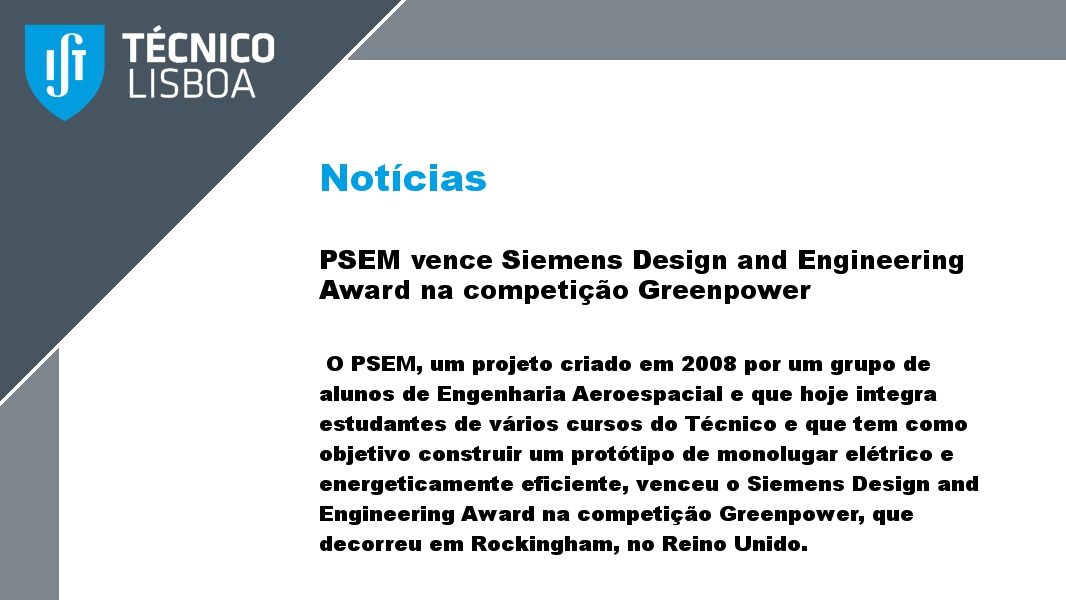 TÉCNICO
LISBOA
Notícias
PSEM vence Siemens Design and Engineering
Award na competição Greenpower
O PSEM, um projeto criado em 2008 por um grupo de
alunos de Engenharia Aeroespacial e que hoje integra
estudantes de vários cursos do Técnico e que tem como
objetivo construir um protótipo de monolugar elétrico e
energeticamente eficiente, venceu o Siemens Design and
Engineering Award na competição Greenpower, que
decorreu em Rockingham, no Reino Unido.